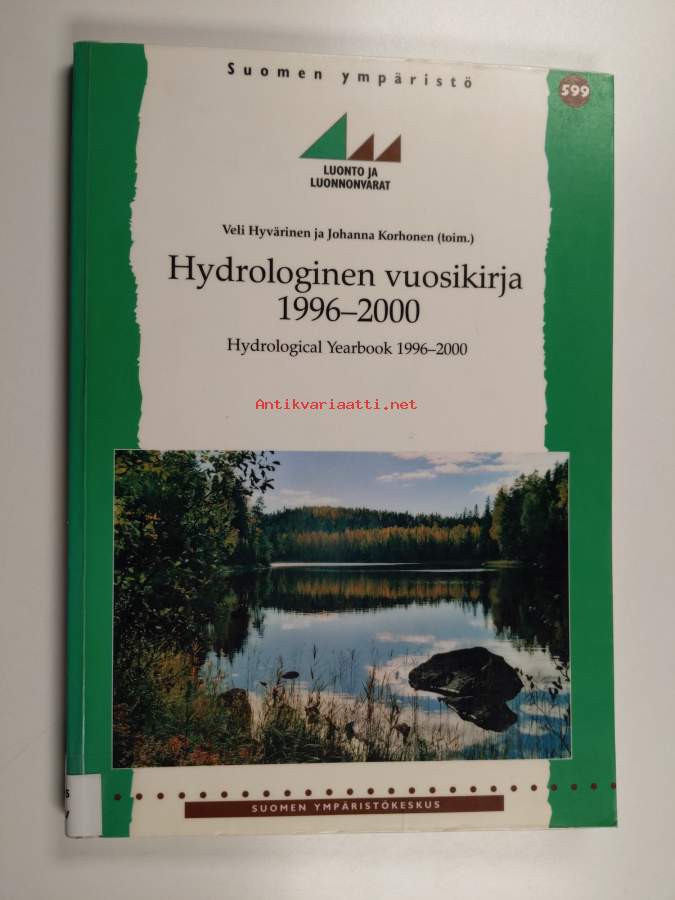 Suomen ympäristö
599
LUONTO JA
LUONNONVARAT
Veli Hyvärinen ja Johanna Korhonen (toim.)
Hydrologinen vuosikirja
1996–2000
Hydrological Yearbook 1996–2000
Antikvariaatti.net
SUOMEN YMPÄRISTÖKESKUS